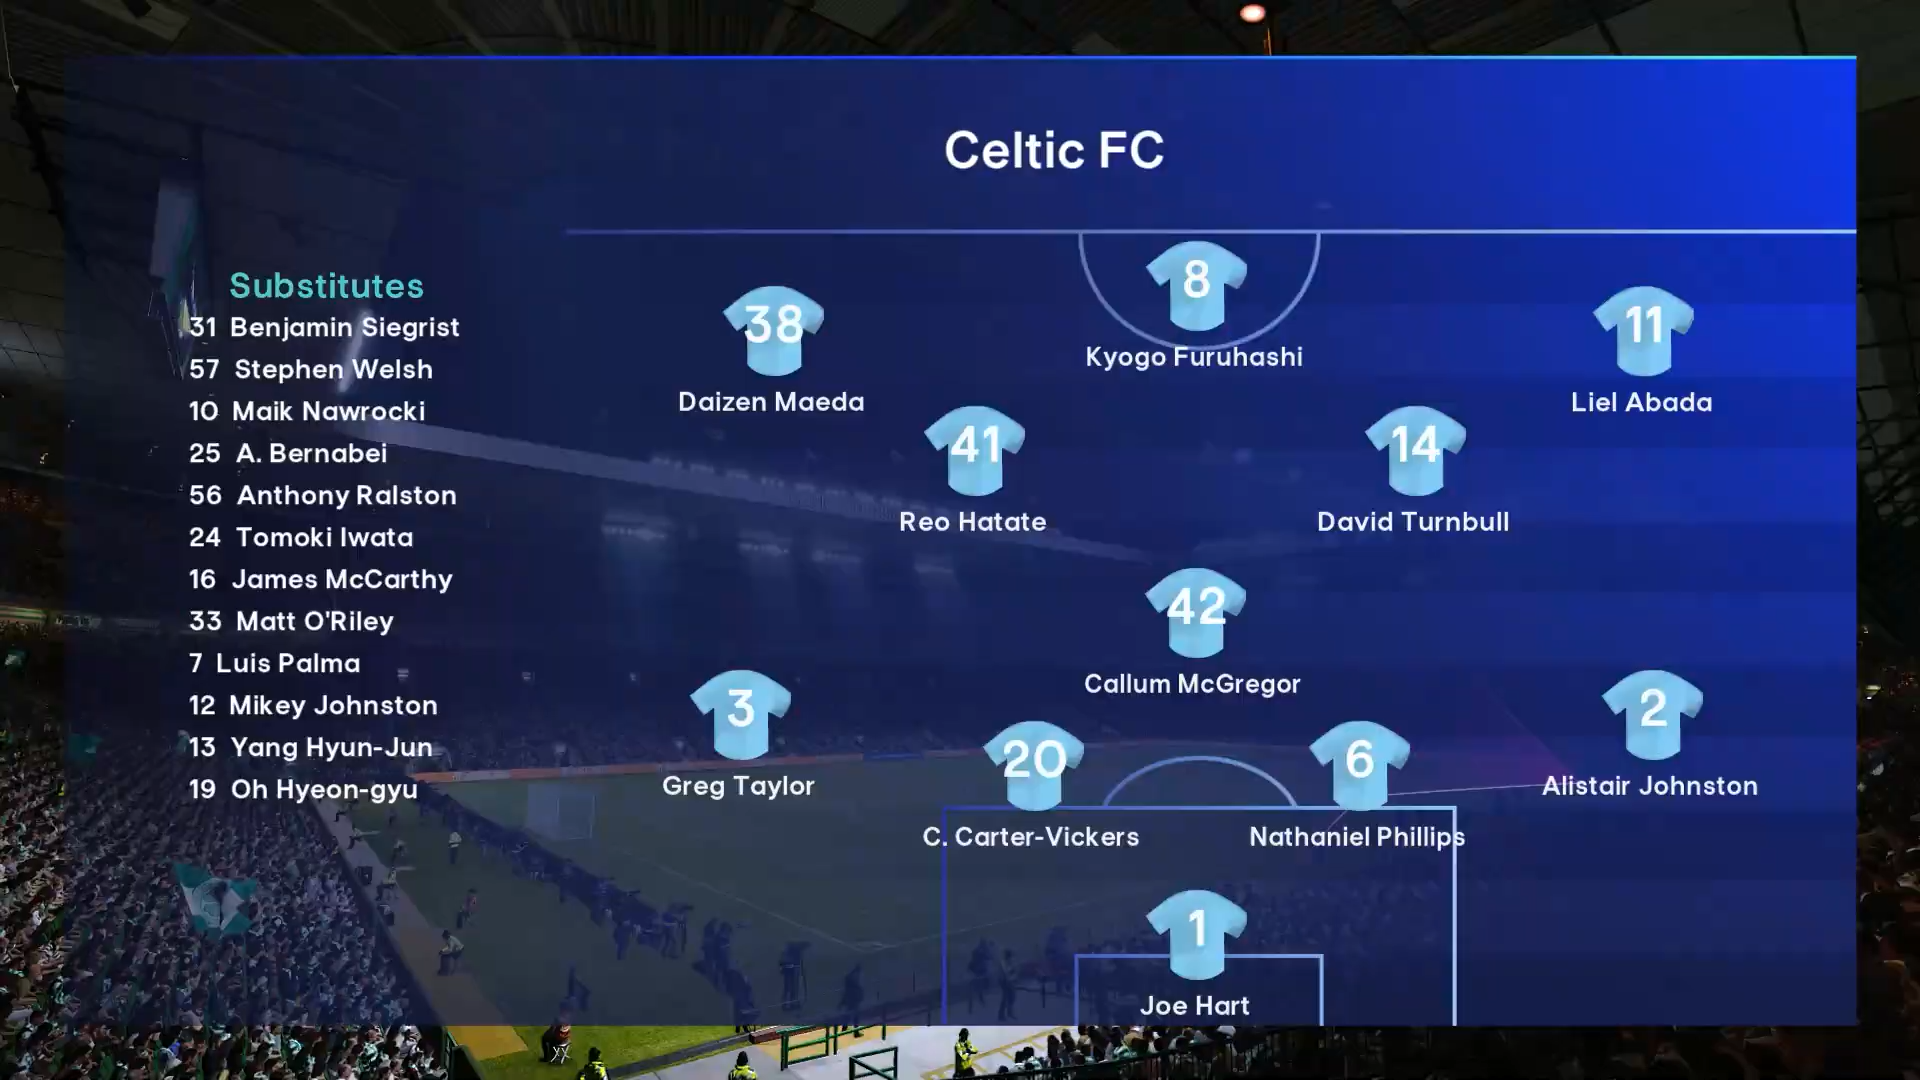 Celtic FC
Substitutes
31 Benjamin Siegrist
57 Stephen Welsh
10 Maik Nawrocki
25 A. Bernabei
56 Anthony Ralston
24 Tomoki Iwata
16 James McCarthy
33 Matt O'Riley
7 Luis Palma
12 Mikey Johnston
13 Yang Hyun-Jun
19 Oh Hyeon-gyu
8
Kyogo Furuhashi
38
Daizen Maeda
11
Liel Abada
41
Reo Hatate
14
David Turnbull
42
Callum McGregor
3
Greg Taylor
20
C. Carter-Vickers
6
Nathaniel Phillips
2
Alistair Johnston
1
Joe Hart